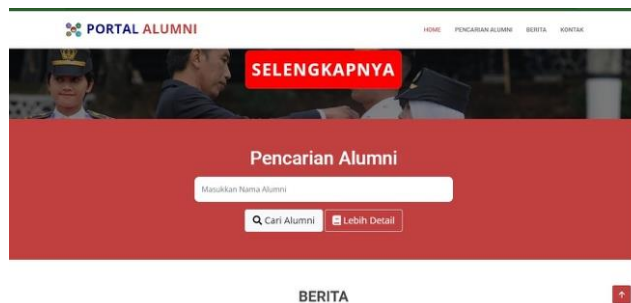 PORTAL ALUMNI
HOME PENCARIAN ALUMNI BERITA KONTAK
SELENGKAPNYA
Pencarian Alumni
Masukkan Nama Alumni
Cari Alumni Lebih Detail
BERITA